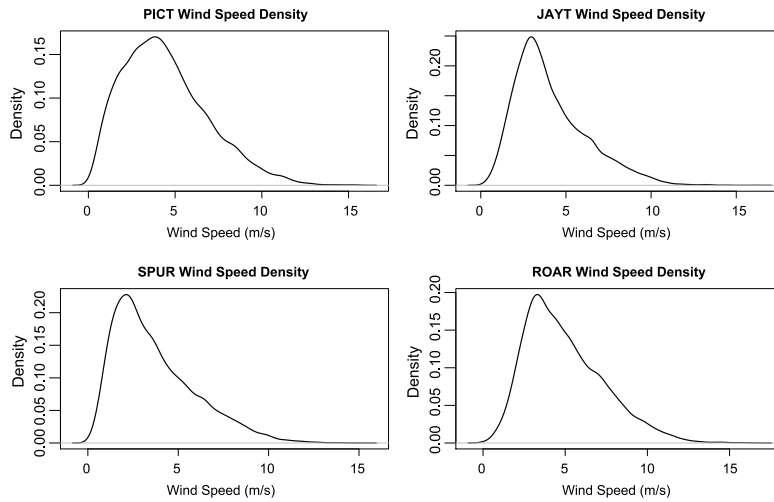 PICT Wind Speed Density
Density
0.00 0.05 0.10 0.15
0 5 10 15
Wind Speed (m/s)
JAYT Wind Speed Density
Density
0.00 0.10 0.20
0 5 10 15
Wind Speed (m/s)
SPUR Wind Speed Density
Density
0.00 0.05 0.10 0.15 0.20
0 5 10 15
Wind Speed (m/s)
ROAR Wind Speed Density
Density
0.00 0.05 0.10 0.15 0.20
0 5 10 15
Wind Speed (m/s)